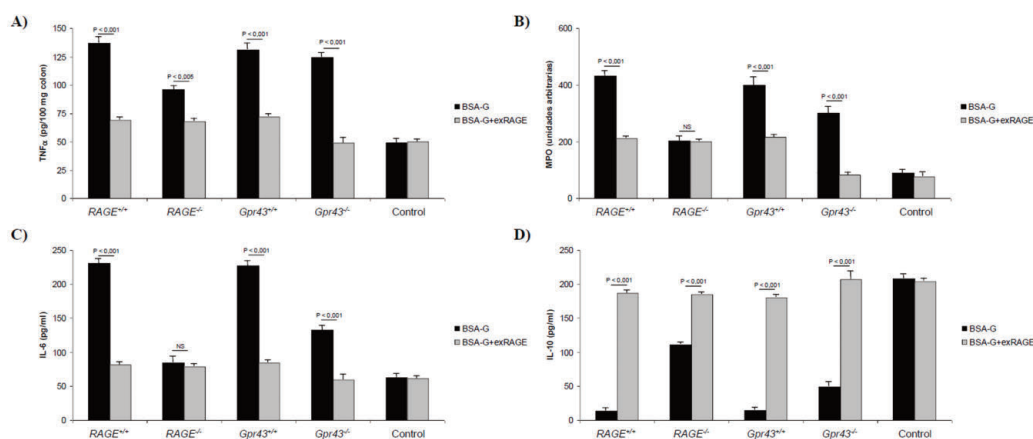 A)
P < 0,001
P < 0,005
P < 0,001
P < 0,001
BSA-G
BSA-G+exRAGE
TNFα (pg/100 mg colon)
150
125
100
75
50
25
0
RAGE+/+ RAGE-/- Gpr43+/+ Gpr43-/- Control
B)
P < 0,001
NS
P < 0,001
P < 0,001
BSA-G
BSA-G+exRAGE
MPO (unidades arbitrarias)
600
400
200
0
RAGE+/+ RAGE-/- Gpr43+/+ Gpr43-/- Control
C)
P < 0,001
NS
P < 0,001
P < 0,001
BSA-G
BSA-G+exRAGE
IL-6 (pg/ml)
250
200
150
100
50
0
RAGE+/+ RAGE-/- Gpr43+/+ Gpr43-/- Control
D)
P < 0,001
P < 0,001
P < 0,001
P < 0,001
BSA-G
BSA-G+exRAGE
IL-10 (pg/ml)
250
200
150
100
50
0
RAGE+/+ RAGE-/- Gpr43+/+ Gpr43-/- Control